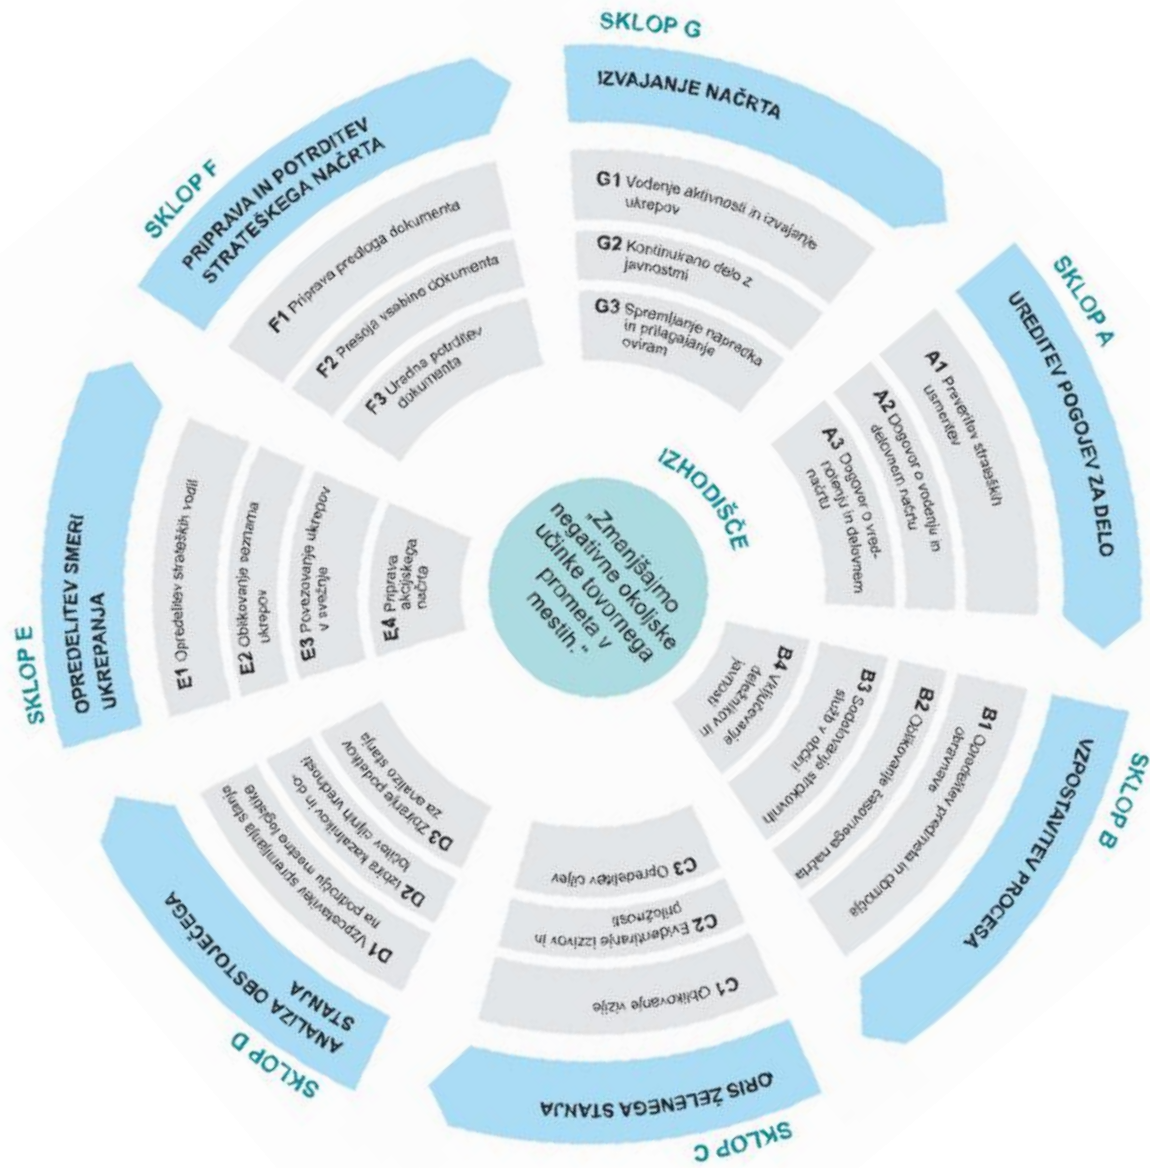 IZHODIŠČE
„Zmanjšajmo
negativne okoljske
učinke tovornega
prometa v
mestih.“
SKLOP A
UREDITEV POGOJEV ZA DELO
A1 Preveritev strateških
usmeritev
A2 Dogovor o vodenju in
delovnem načrtu
A3 Dogovor o vred-
notenju in delovnem
načrtu
SKLOP B
VZPOSTAVITEV PROCESA
B1 Opredelitev predmeta in območja
obravnave
B2 Oblikovanje časovnega načrta
B3 Sodelovanje strokovnih
služb v občini
B4 Vključevanje
deležnikov in
javnosti
SKLOP C
ORIS ŽELENEGA STANJA
C1 Oblikovanje vizije
C2 Evidentiranje izzivov in
priložnosti
C3 Opredelitev ciljev
SKLOP D
ANALIZA OBSTOJEČEGA
STANJA
D1 Vzpostavitev spremljanja stanja
na področju mestne logistike
D2 Izbira kazalnikov in do-
ločitev ciljnih vrednosti
D3 Zbiranje podatkov
za analizo stanja
SKLOP E
OPREDELITEV SMERI
UKREPANJA
E1 Opredelitev strateških vodil
E2 Oblikovanje seznama
ukrepov
E3 Povezovanje ukrepov
v svežnje
E4 Priprava
akcijskega
načrta
SKLOP F
PRIPRAVA IN POTRDITEV
STRATEŠKEGA NAČRTA
F1 Priprava predloga dokumenta
F2 Presoja vsebine dokumenta
F3 Uradna potrditev
dokumenta
SKLOP G
IZVAJANJE NAČRTA
G1 Vodenje aktivnosti in izvajanje
ukrepov
G2 Kontinuirano delo z
javnostmi
G3 Spremljanje napredka
in prilagajanje
oviram